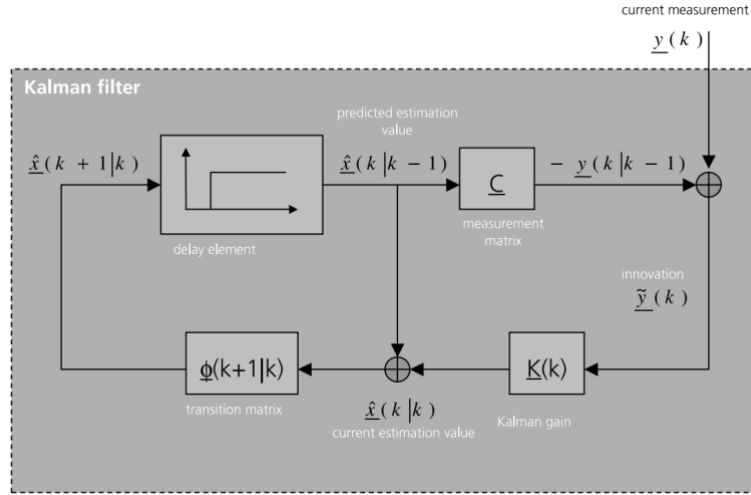 current measurement
y(k)
Kalman filter
predicted estimation
value
x̂(k + 1|k)
x̂(k|k − 1)
C
− y(k|k − 1)
measurement
matrix
delay element
innovation
ỹ(k)
ϕ(k+1|k)
K(k)
transition matrix
x̂(k|k)
Kalman gain
current estimation value